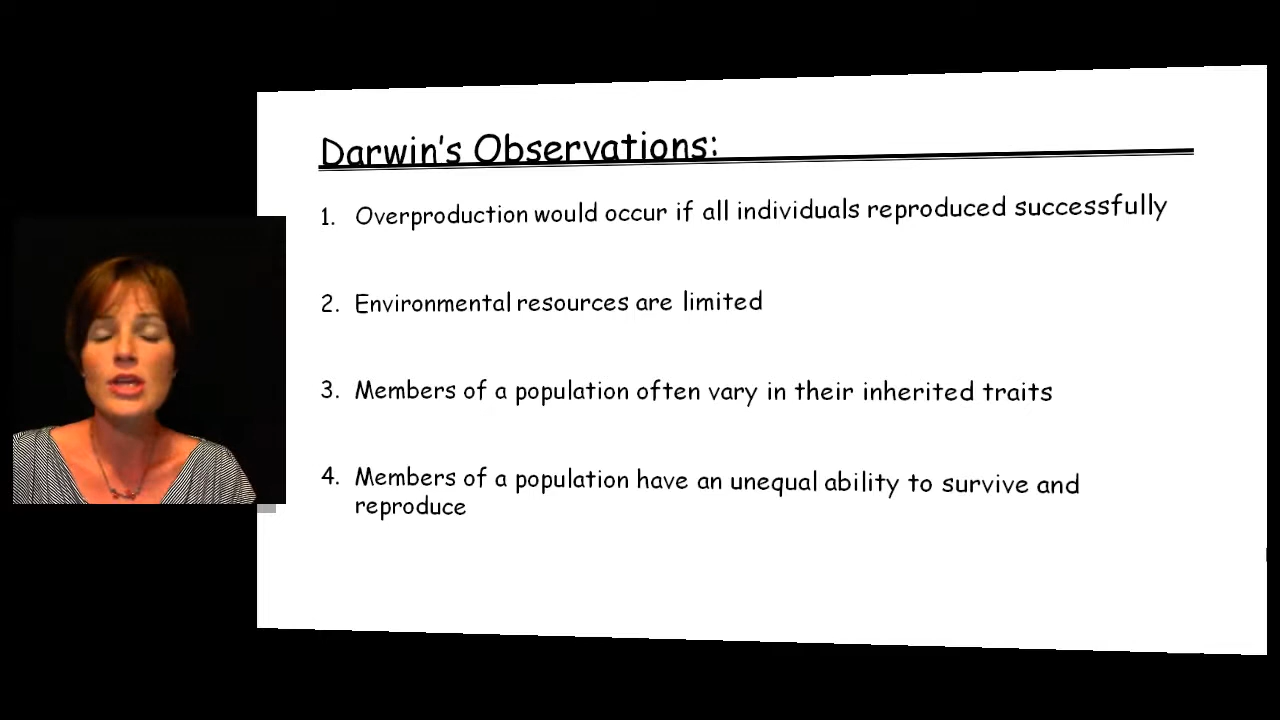 Darwin's Observations:
1. Overproduction would occur if all individuals reproduced successfully
2. Environmental resources are limited
3. Members of a population often vary in their inherited traits
4. Members of a population have an unequal ability to survive and
reproduce